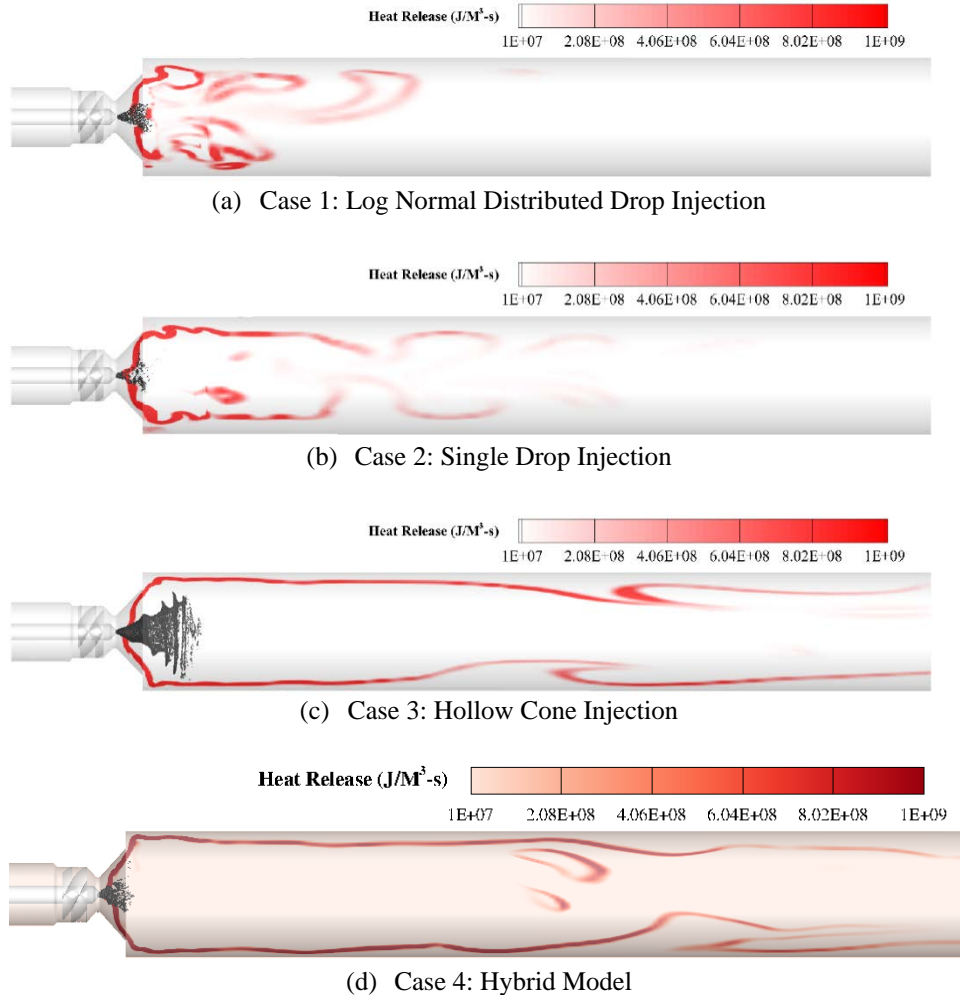 Heat Release (J/M³-s)
1E+07 2.08E+08 4.06E+08 6.04E+08 8.02E+08 1E+09
(a) Case 1: Log Normal Distributed Drop Injection
Heat Release (J/M³-s)
1E+07 2.08E+08 4.06E+08 6.04E+08 8.02E+08 1E+09
(b) Case 2: Single Drop Injection
Heat Release (J/M³-s)
1E+07 2.08E+08 4.06E+08 6.04E+08 8.02E+08 1E+09
(c) Case 3: Hollow Cone Injection
Heat Release (J/M³-s)
1E+07 2.08E+08 4.06E+08 6.04E+08 8.02E+08 1E+09
(d) Case 4: Hybrid Model